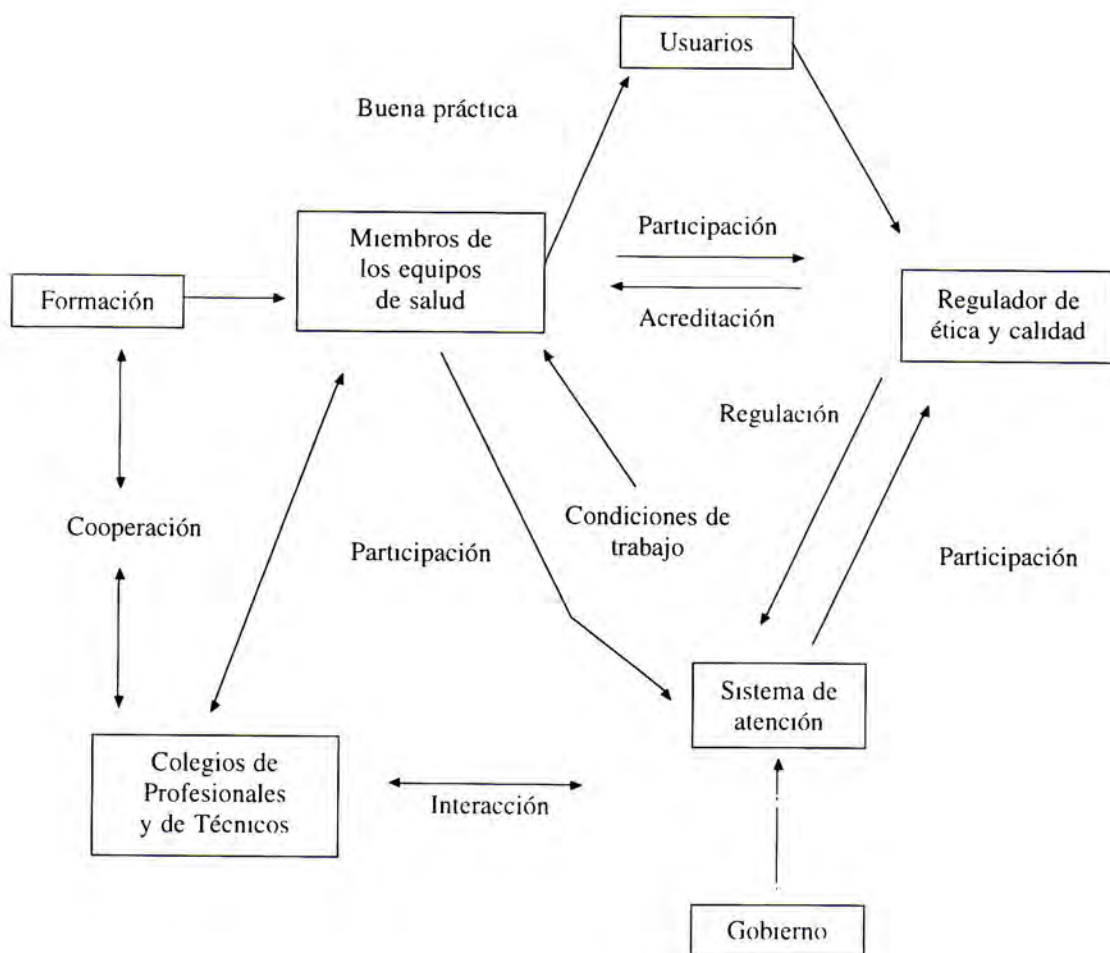 Usuarios
Buena práctica
Miembros de
los equipos
de salud
Participación
Acreditación
Formación
Regulador de
ética y calidad
Regulación
Cooperación
Participación
Condiciones de
trabajo
Participación
Sistema de
atención
Colegios de
Profesionales
y de Técnicos
Interacción
Gobierno